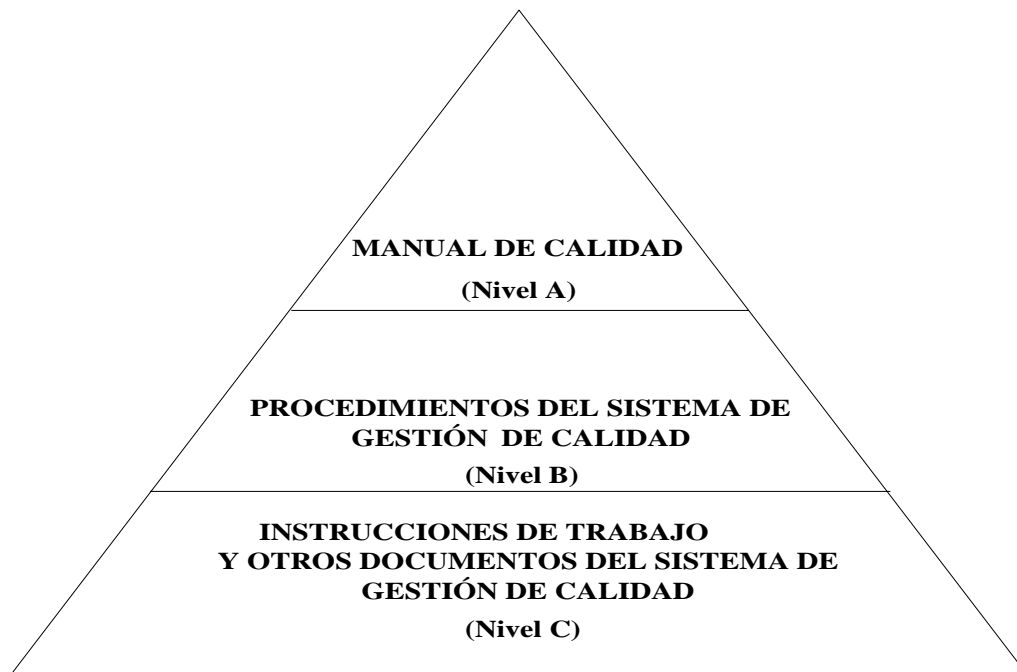 MANUAL DE CALIDAD
(Nivel A)
PROCEDIMIENTOS DEL SISTEMA DE
GESTIÓN DE CALIDAD
(Nivel B)
INSTRUCCIONES DE TRABAJO
Y OTROS DOCUMENTOS DEL SISTEMA DE
GESTIÓN DE CALIDAD
(Nivel C)